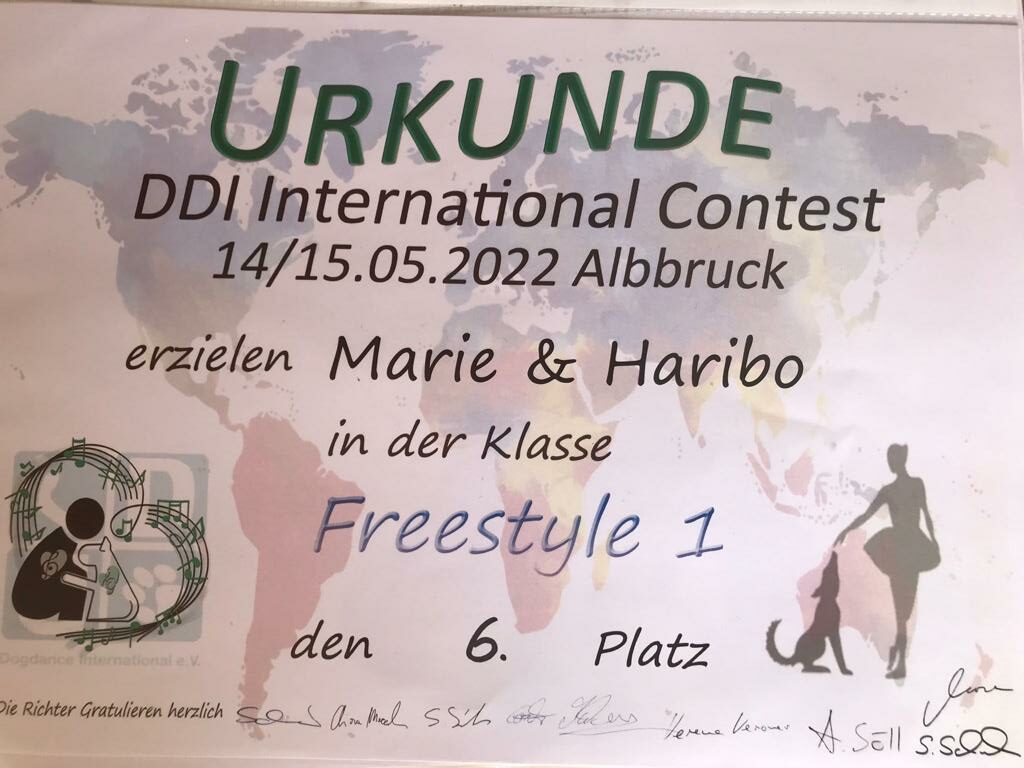 URKUNDE
DDI International Contest
14/15.05.2022 Albbruck
erzielen Marie & Haribo
in der Klasse
Freestyle 1
den 6. Platz
Dogdance International e.V.
Die Richter Gratulieren herzlich
A. Sell